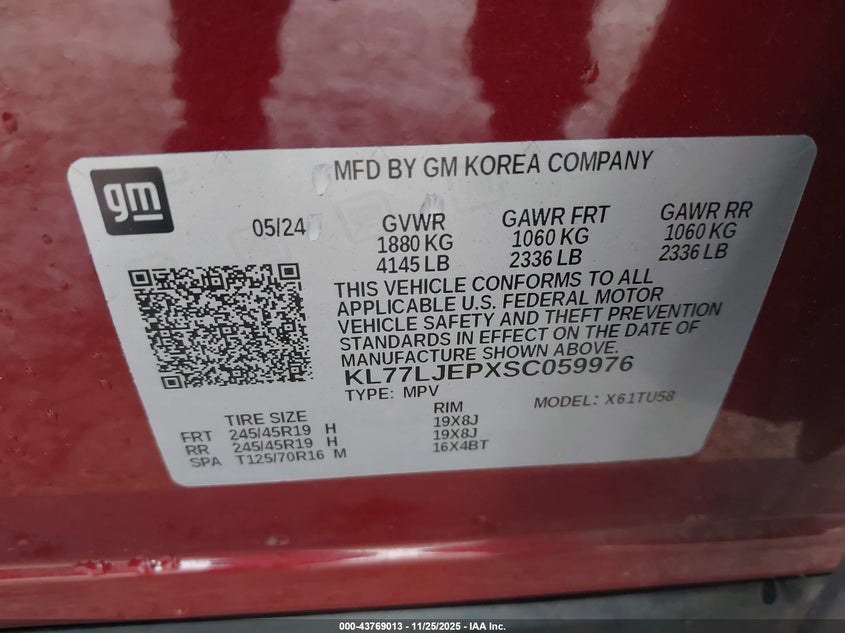 gm
MFD BY GM KOREA COMPANY
05/24
GVWR
1880 KG
4145 LB
GAWR FRT
1060 KG
2336 LB
GAWR RR
1060 KG
2336 LB
THIS VEHICLE CONFORMS TO ALL
APPLICABLE U.S. FEDERAL MOTOR
VEHICLE SAFETY AND THEFT PREVENTION
STANDARDS IN EFFECT ON THE DATE OF
MANUFACTURE SHOWN ABOVE.
KL77LJEPXSC059976
TYPE: MPV
MODEL: X61TU58
TIRE SIZE RIM
FRT 245/45R19 H 19X8J
RR 245/45R19 H 19X8J
SPA T125/70R16 M 16X4BT
000-43769013 - 11/25/2025 - IAA Inc.